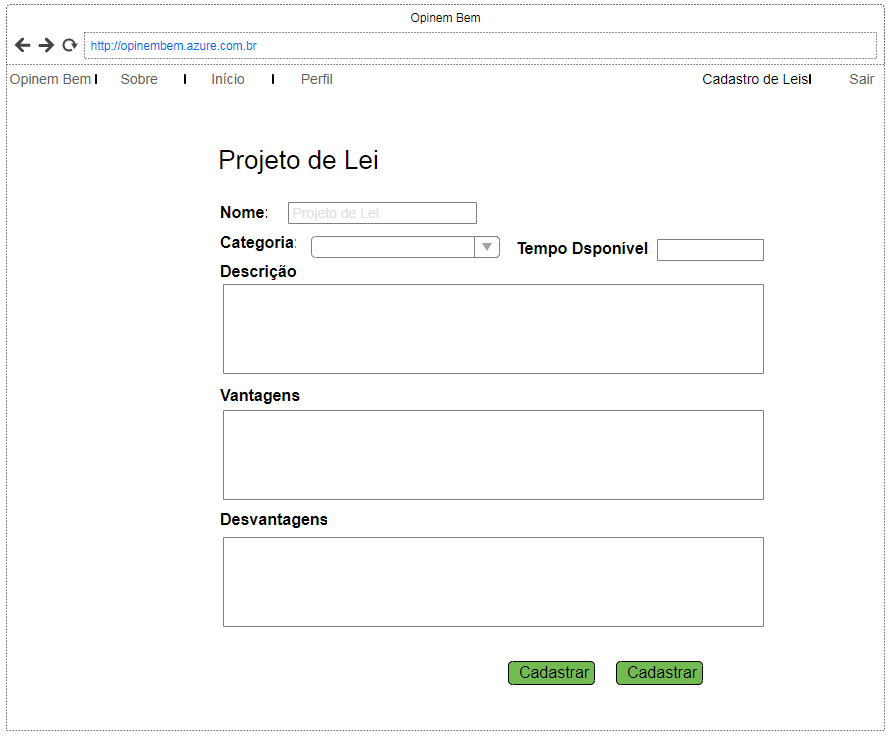 Opinem Bem
http://opinembem.azure.com.br
Opinem Bem | Sobre | Início | Perfil Cadastro de Leis| Sair
Projeto de Lei
Nome: Projeto de Lei
Categoria: Tempo Dsponível
Descrição
Vantagens
Desvantagens
Cadastrar Cadastrar